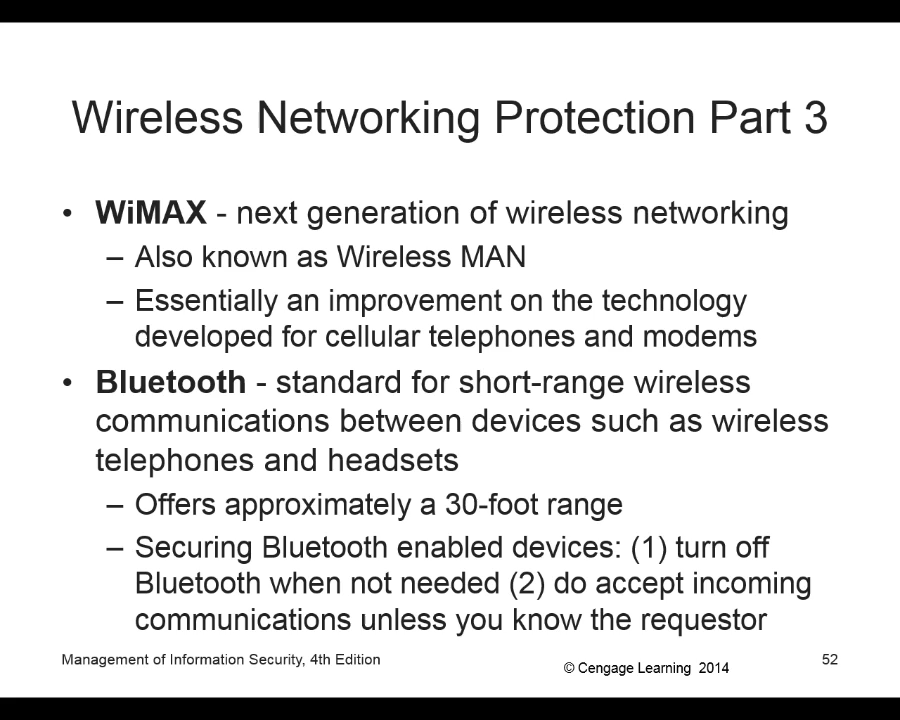 Wireless Networking Protection Part 3
• WiMAX - next generation of wireless networking
– Also known as Wireless MAN
– Essentially an improvement on the technology
developed for cellular telephones and modems
• Bluetooth - standard for short-range wireless
communications between devices such as wireless
telephones and headsets
– Offers approximately a 30-foot range
– Securing Bluetooth enabled devices: (1) turn off
Bluetooth when not needed (2) do accept incoming
communications unless you know the requestor
Management of Information Security, 4th Edition
© Cengage Learning 2014
52